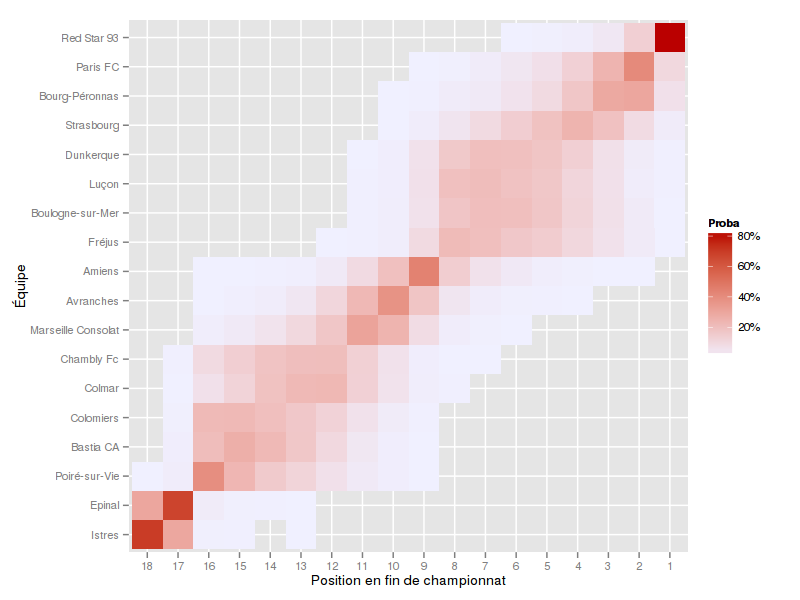 Red Star 93
Paris FC
Bourg-Péronnas
Strasbourg
Dunkerque
Luçon
Boulogne-sur-Mer
Fréjus
Amiens
Avranches
Marseille Consolat
Chambly Fc
Colmar
Colomiers
Bastia CA
Poiré-sur-Vie
Epinal
Istres
Équipe
18 17 16 15 14 13 12 11 10 9 8 7 6 5 4 3 2 1
Position en fin de championnat
Proba
80%
60%
40%
20%